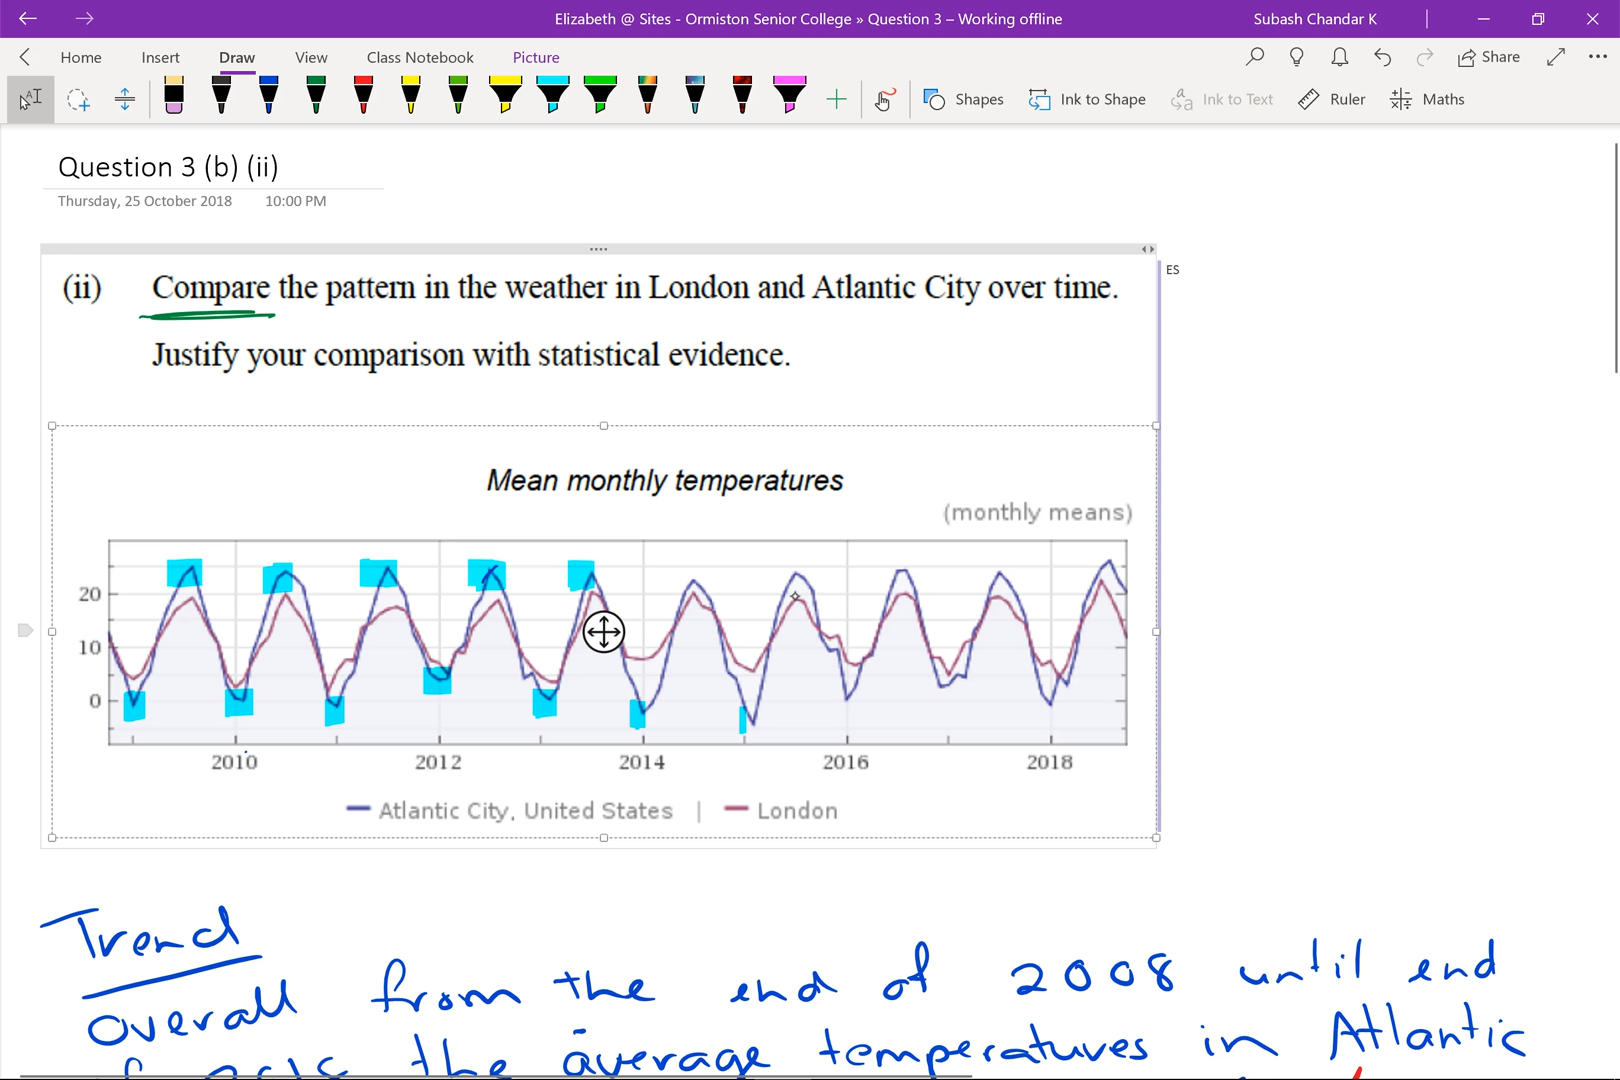 Elizabeth @ Sites - Ormiston Senior College » Question 3 – Working offline
Subash Chandar K
Home Insert Draw View Class Notebook Picture
Share
Shapes Ink to Shape Ink to Text Ruler Maths
Question 3 (b) (ii)
Thursday, 25 October 2018 10:00 PM
ES
(ii) Compare the pattern in the weather in London and Atlantic City over time.
Justify your comparison with statistical evidence.
Mean monthly temperatures
(monthly means)
20
10
0
2010 2012 2014 2016 2018
Atlantic City, United States | London
Trend
Overall from the end of 2008 until end
the average temperatures in Atlantic